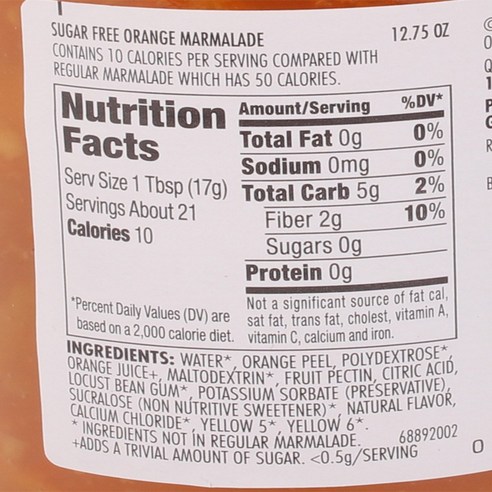 SUGAR FREE ORANGE MARMALADE 12.75 OZ
CONTAINS 10 CALORIES PER SERVING COMPARED WITH
REGULAR MARMALADE WHICH HAS 50 CALORIES.
Nutrition
Facts
Serv Size 1 Tbsp (17g)
Servings About 21
Calories 10
*Percent Daily Values (DV) are
based on a 2,000 calorie diet.
Amount/Serving %DV*
Total Fat 0g 0%
Sodium 0mg 0%
Total Carb 5g 2%
Fiber 2g 10%
Sugars 0g
Protein 0g
Not a significant source of fat cal,
sat fat, trans fat, cholest, vitamin A,
vitamin C, calcium and iron.
INGREDIENTS: WATER*, ORANGE PEEL, POLYDEXTROSE*,
ORANGE JUICE+, MALTODEXTRIN*, FRUIT PECTIN, CITRIC ACID,
LOCUST BEAN GUM*, POTASSIUM SORBATE (PRESERVATIVE),
SUCRALOSE (NON NUTRITIVE SWEETENER)*, NATURAL FLAVOR,
CALCIUM CHLORIDE*, YELLOW 5*, YELLOW 6*.
* INGREDIENTS NOT IN REGULAR MARMALADE. 68892002
+ADDS A TRIVIAL AMOUNT OF SUGAR. <0.5g/SERVING